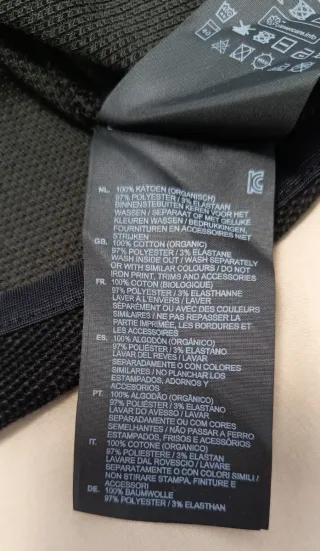 NL. 100% KATOEN (ORGANISCH)
97% POLYESTER / 3% ELASTAAN
BINNENSTEBUITEN KEREN VOOR HET
WASSEN / SEPARAAT OF MET GELIJKE
KLEUREN WASSEN / BEDRUKKINGEN,
FOURNITUREN EN ACCESSOIRES NIET
STRIJKEN
GB. 100% COTTON (ORGANIC)
97% POLYESTER / 3% ELASTANE
WASH INSIDE OUT / WASH SEPARATELY
OR WITH SIMILAR COLOURS / DO NOT
IRON PRINT, TRIMS AND ACCESSORIES
FR. 100% COTON (BIOLOGIQUE)
97% POLYESTER / 3% ELASTHANNE
LAVER À L'ENVERS / LAVER
SÉPARÉMENT OU AVEC DES COULEURS
SIMILAIRES / NE PAS REPASSER LA
PARTIE IMPRIMÉE, LES BORDURES ET
LES ACCESSOIRES
ES. 100% ALGODÓN (ORGÁNICO)
97% POLIÉSTER / 3% ELASTANO
LAVAR DEL REVES / LAVAR
SEPARADAMENTE O CON COLORES
SIMILARES / NO PLANCHAR LOS
ESTAMPADOS, ADORNOS Y
ACCESORIOS
PT. 100% ALGODÃO (ORGÂNICO)
97% POLIÉSTER / 3% ELASTANO
LAVAR DO AVESSO / LAVAR
SEPARADAMENTE OU COM CORES
SEMELHANTES / NÃO PASSAR A FERRO
ESTAMPADOS, FRISOS E ACESSÓRIOS
IT. 100% COTONE (ORGANICO)
97% POLIESTERE / 3% ELASTAN
LAVARE DAL ROVESCIO / LAVARE
SEPARATAMENTE O CON COLORI SIMILI /
NON STIRARE STAMPA, FINITURE E
ACCESSORI
DE. 100% BAUMWOLLE
97% POLYESTER / 3% ELASTHAN